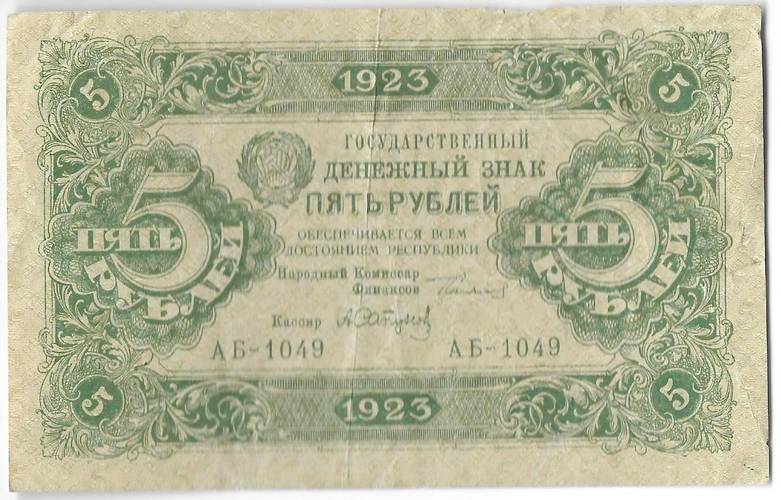 5 1923 5
ГОСУДАРСТВЕННЫЙ
ДЕНЕЖНЫЙ ЗНАК
ПЯТЬ РУБЛЕЙ
ОБЕСПЕЧИВАЕТСЯ ВСЕМ
ДОСТОЯНИЕМ РЕСПУБЛИКИ
5 ПЯТЬ РУБЛЕЙ
5 ПЯТЬ РУБЛЕЙ
Народный Комиссар
Финансов
Кассир
АБ-1049 АБ-1049
5 1923 5